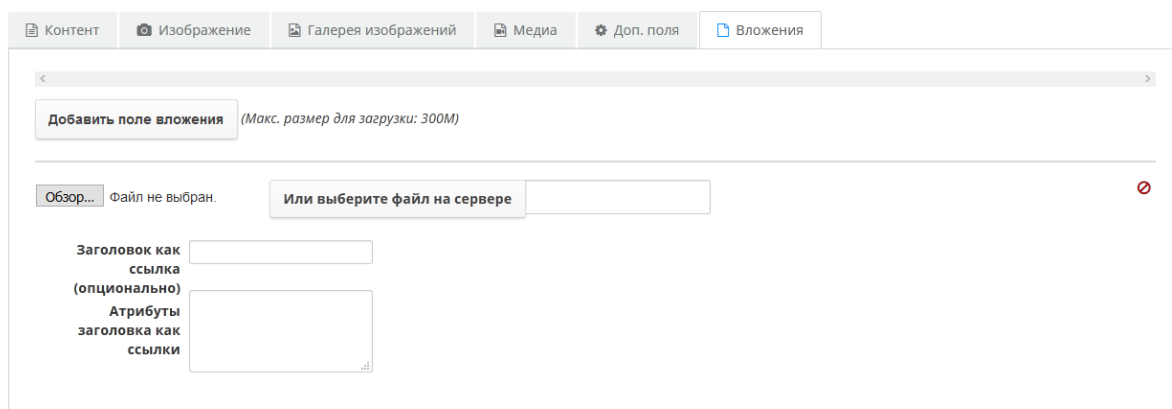 Контент Изображение Галерея изображений Медиа Доп. поля Вложения
Добавить поле вложения (Макс. размер для загрузки: 300M)
Обзор... Файл не выбран. Или выберите файл на сервере
Заголовок как
ссылка
(опционально)
Атрибуты
заголовка как
ссылки